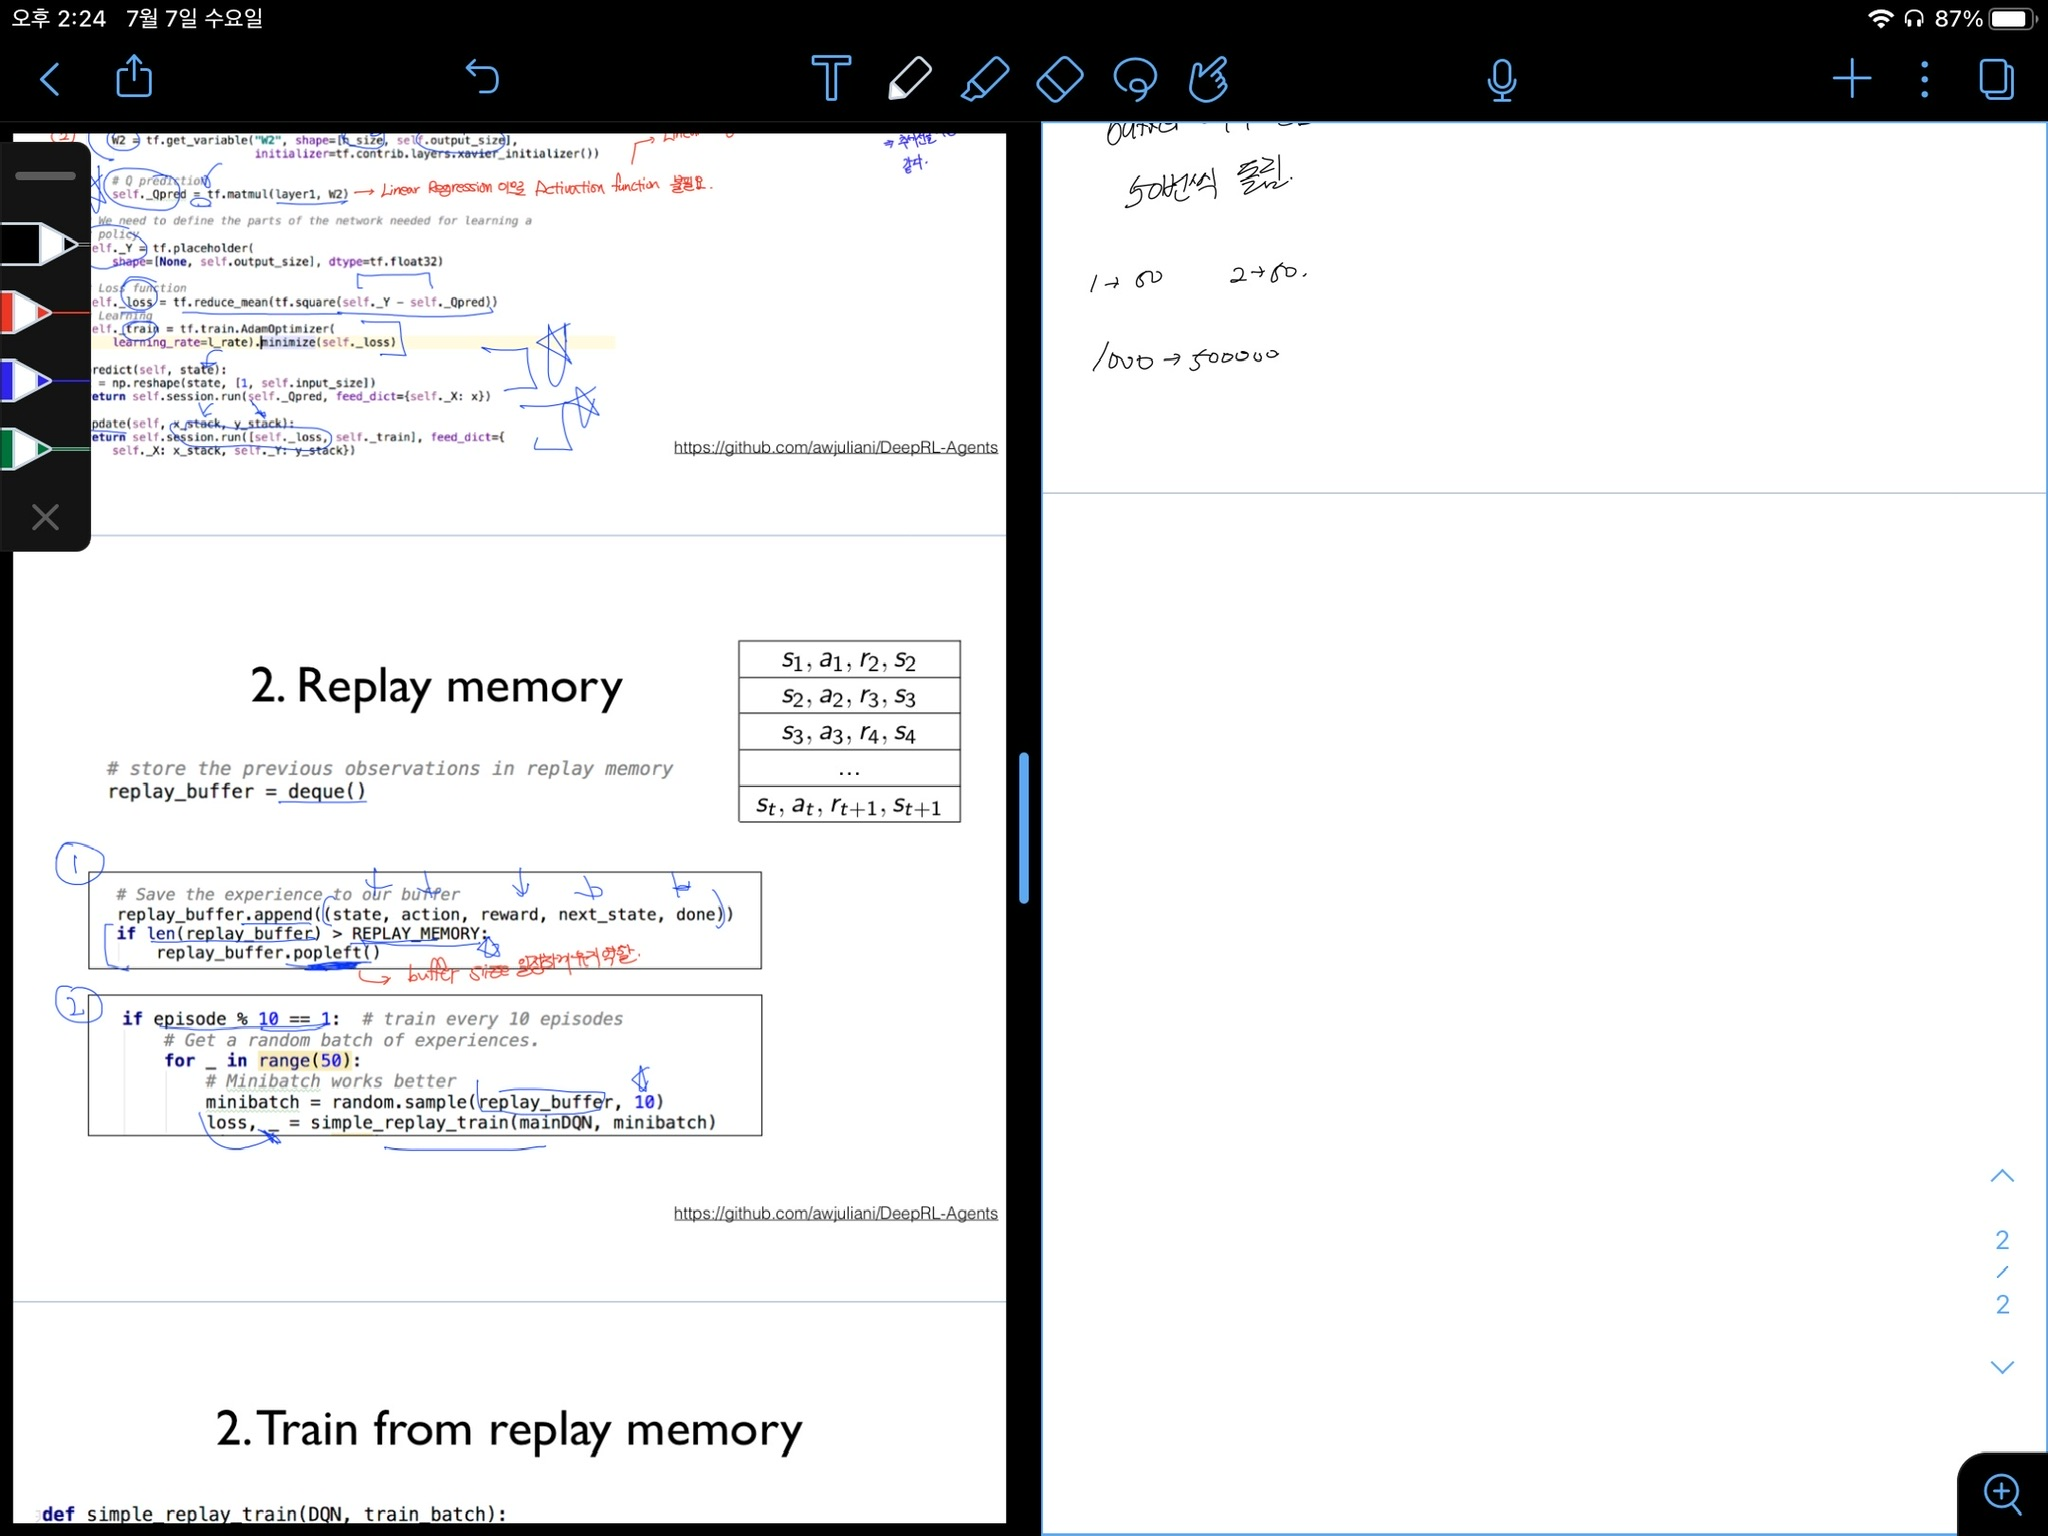 오후 2:24 7월 7일 수요일
87%
W2 = tf.get_variable("W2", shape=[h_size, self.output_size],
initializer=tf.contrib.layers.xavier_initializer())
# Q prediction
self._Qpred = tf.matmul(layer1, W2) → Linear Regression 이므로 Activation function 불필요.
We need to define the parts of the network needed for learning a
policy
elf._Y = tf.placeholder(
shape=[None, self.output_size], dtype=tf.float32)
Loss function
elf._loss = tf.reduce_mean(tf.square(self._Y - self._Qpred))
Learning
elf._train = tf.train.AdamOptimizer(
learning_rate=l_rate).minimize(self._loss)
redict(self, state):
= np.reshape(state, [1, self.input_size])
eturn self.session.run(self._Qpred, feed_dict={self._X: x})
pdate(self, x_stack, y_stack):
eturn self.session.run([self._loss, self._train], feed_dict={
self._X: x_stack, self._Y: y_stack})
https://github.com/awjuliani/DeepRL-Agents
2. Replay memory
s1, a1, r2, s2
s2, a2, r3, s3
s3, a3, r4, s4
...
st, at, rt+1, st+1
# store the previous observations in replay memory
replay_buffer = deque()
①
# Save the experience to our buffer
replay_buffer.append((state, action, reward, next_state, done))
if len(replay_buffer) > REPLAY_MEMORY:
replay_buffer.popleft()
→ buffer size 일정하게 유지 역할.
②
if episode % 10 == 1: # train every 10 episodes
# Get a random batch of experiences.
for _ in range(50):
# Minibatch works better
minibatch = random.sample(replay_buffer, 10)
loss, _ = simple_replay_train(mainDQN, minibatch)
https://github.com/awjuliani/DeepRL-Agents
2. Train from replay memory
def simple_replay_train(DQN, train_batch):
50번씩 돌림.
1→50 2→50.
1000→500000
2
/
2